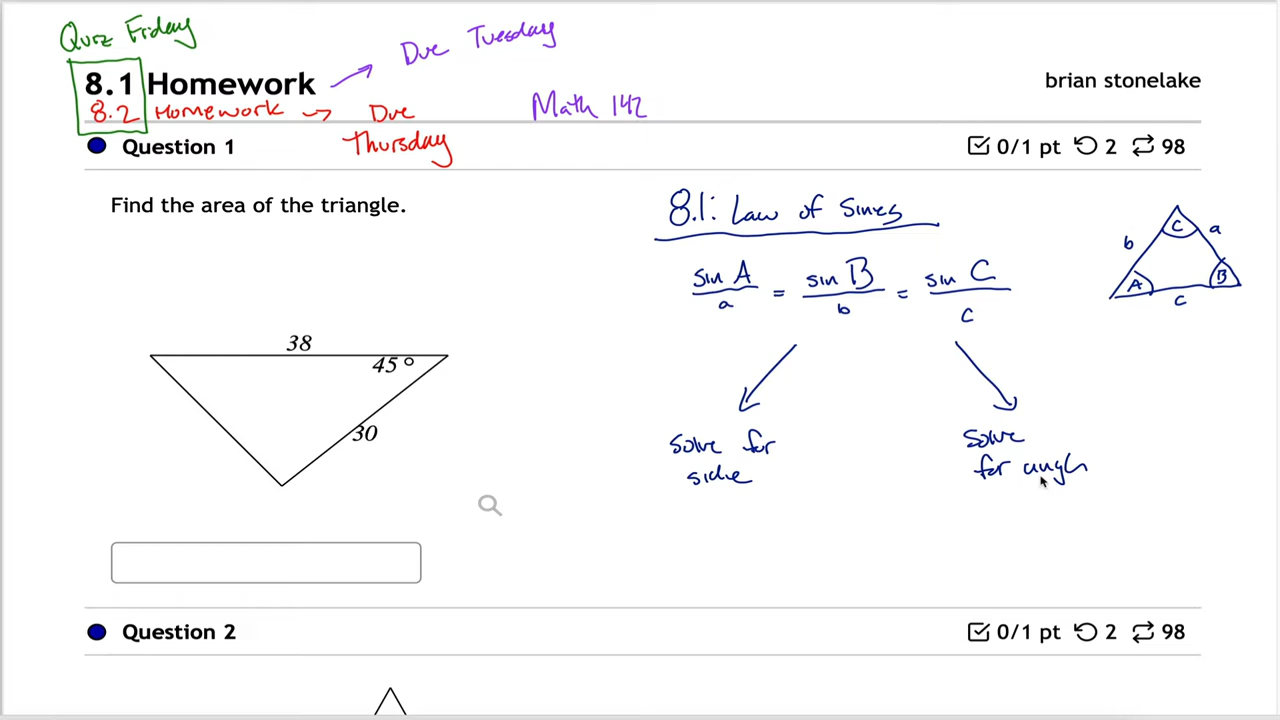 Quiz Friday
Due Tuesday
8.1 Homework
brian stonelake
8.2 Homework → Due
Thursday
Math 142
Question 1
0/1 pt 2 98
Find the area of the triangle.
8.1: Law of Sines
sin A / a = sin B / b = sin C / c
C
b
a
A
B
c
38
45°
30
solve for
side
solve
for angle
Question 2
0/1 pt 2 98